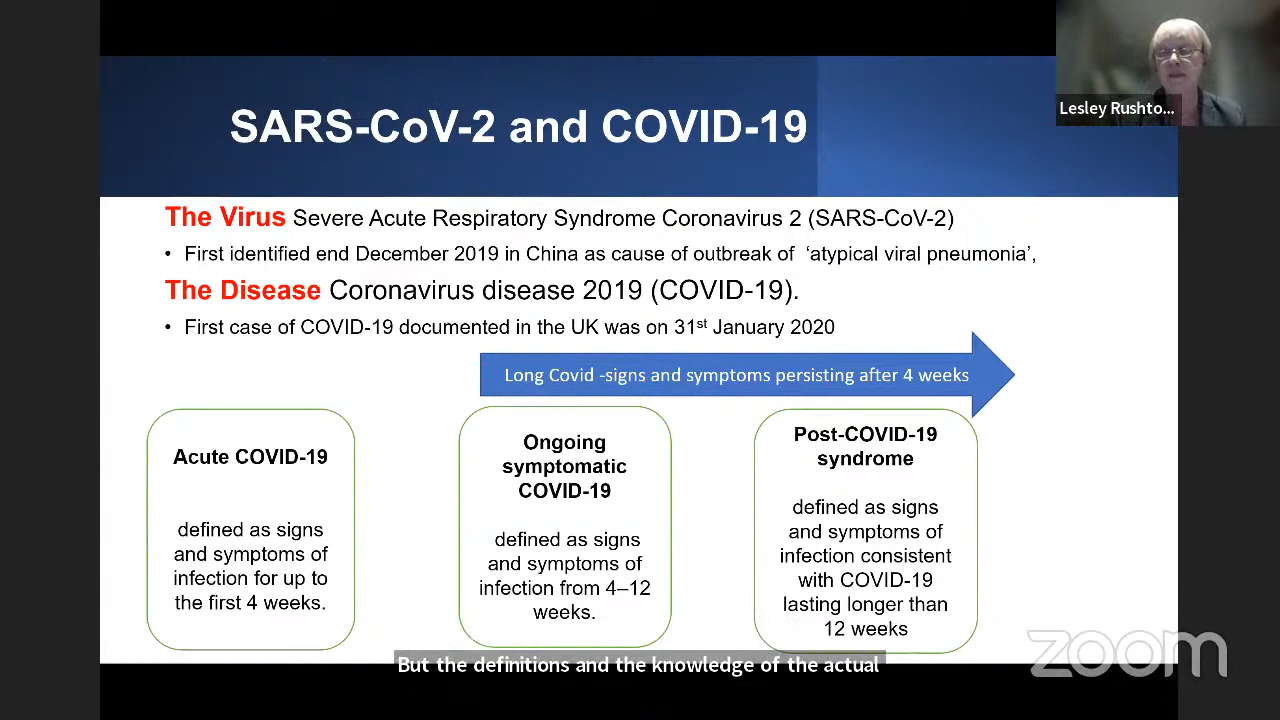 Lesley Rushto...
SARS-CoV-2 and COVID-19
The Virus Severe Acute Respiratory Syndrome Coronavirus 2 (SARS-CoV-2)
• First identified end December 2019 in China as cause of outbreak of ‘atypical viral pneumonia’,
The Disease Coronavirus disease 2019 (COVID-19).
• First case of COVID-19 documented in the UK was on 31st January 2020
Long Covid -signs and symptoms persisting after 4 weeks
Acute COVID-19
defined as signs
and symptoms of
infection for up to
the first 4 weeks.
Ongoing
symptomatic
COVID-19
defined as signs
and symptoms of
infection from 4–12
weeks.
Post-COVID-19
syndrome
defined as signs
and symptoms of
infection consistent
with COVID-19
lasting longer than
12 weeks
But the definitions and the knowledge of the actual
zoom